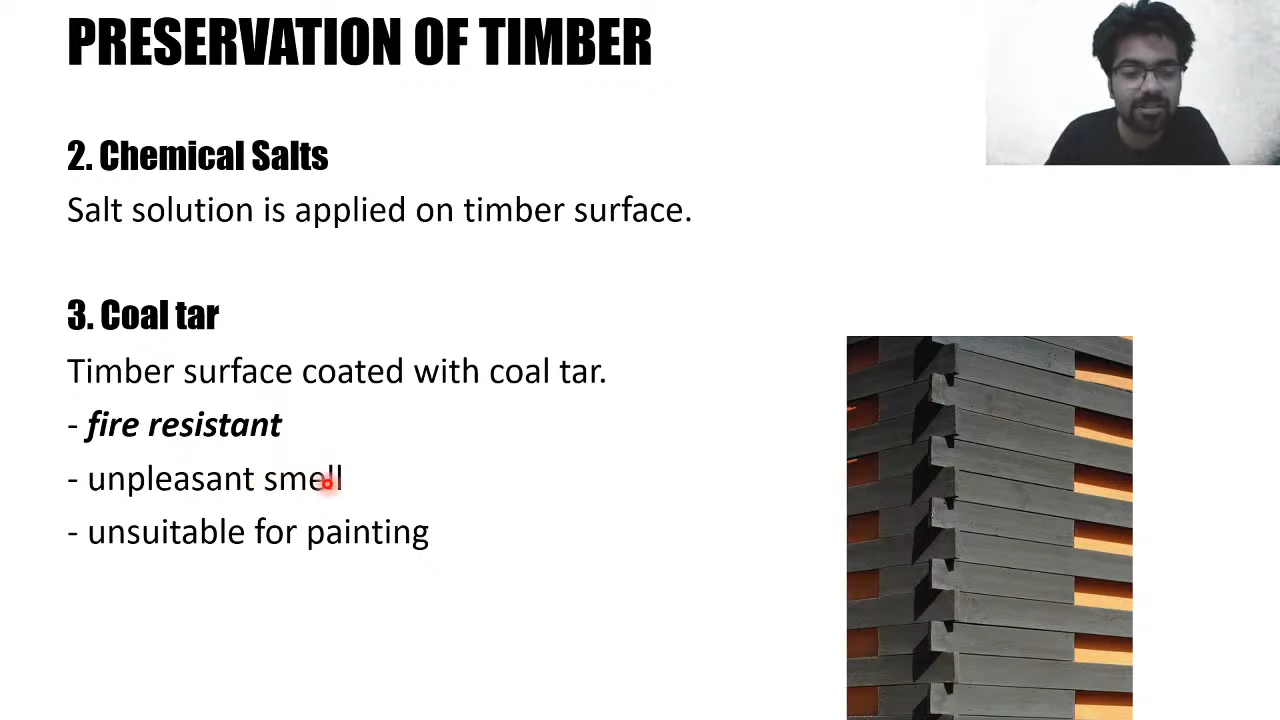 PRESERVATION OF TIMBER
2. Chemical Salts
Salt solution is applied on timber surface.
3. Coal tar
Timber surface coated with coal tar.
- fire resistant
- unpleasant smell
- unsuitable for painting